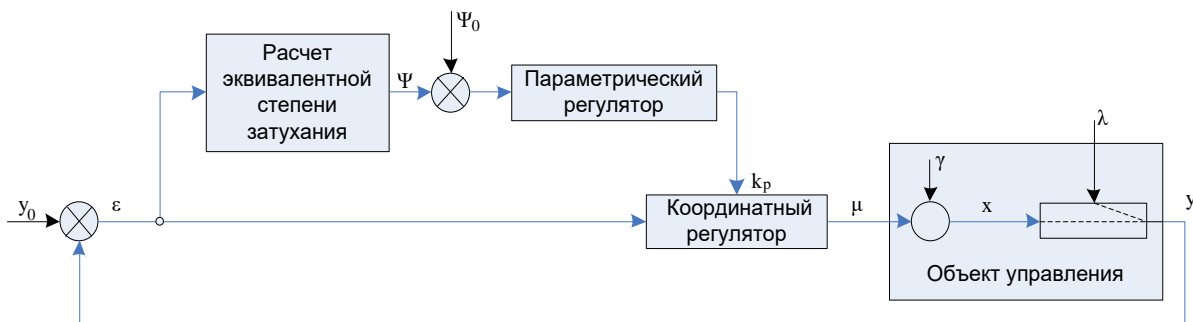 Ψ0
Расчет
эквивалентной
степени
затухания
Ψ
Параметрический
регулятор
λ
γ
kp
y0
ε
Координатный
регулятор
μ
x
y
Объект управления